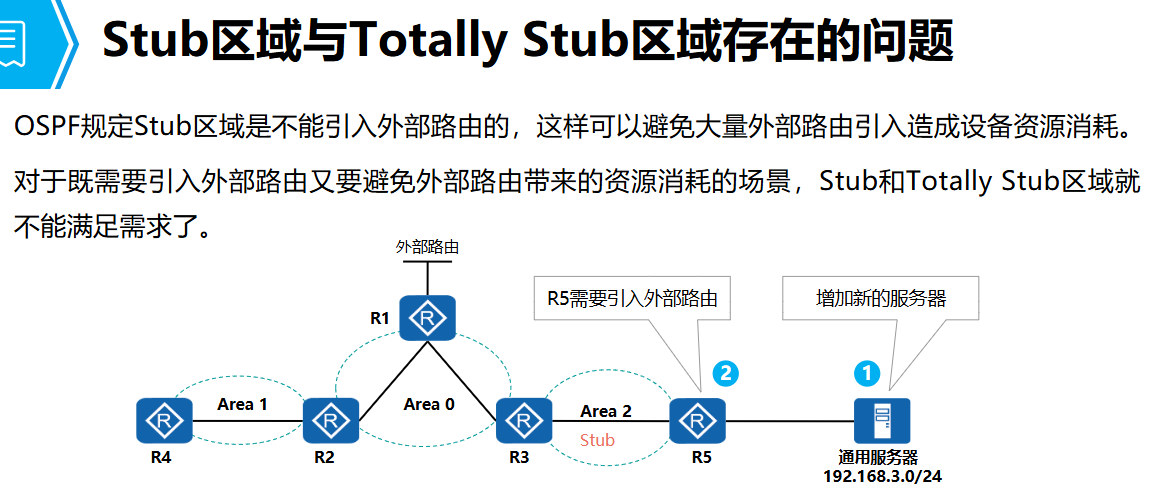 Stub区域与Totally Stub区域存在的问题
OSPF规定Stub区域是不能引入外部路由的，这样可以避免大量外部路由引入造成设备资源消耗。
对于既需要引入外部路由又要避免外部路由带来的资源消耗的场景，Stub和Totally Stub区域就
不能满足需求了。
外部路由
R5需要引入外部路由
增加新的服务器
R
R1
2
1
Area 1
Area 0
Area 2
R
R
R
R
Stub
R4
R2
R3
R5
通用服务器
192.168.3.0/24